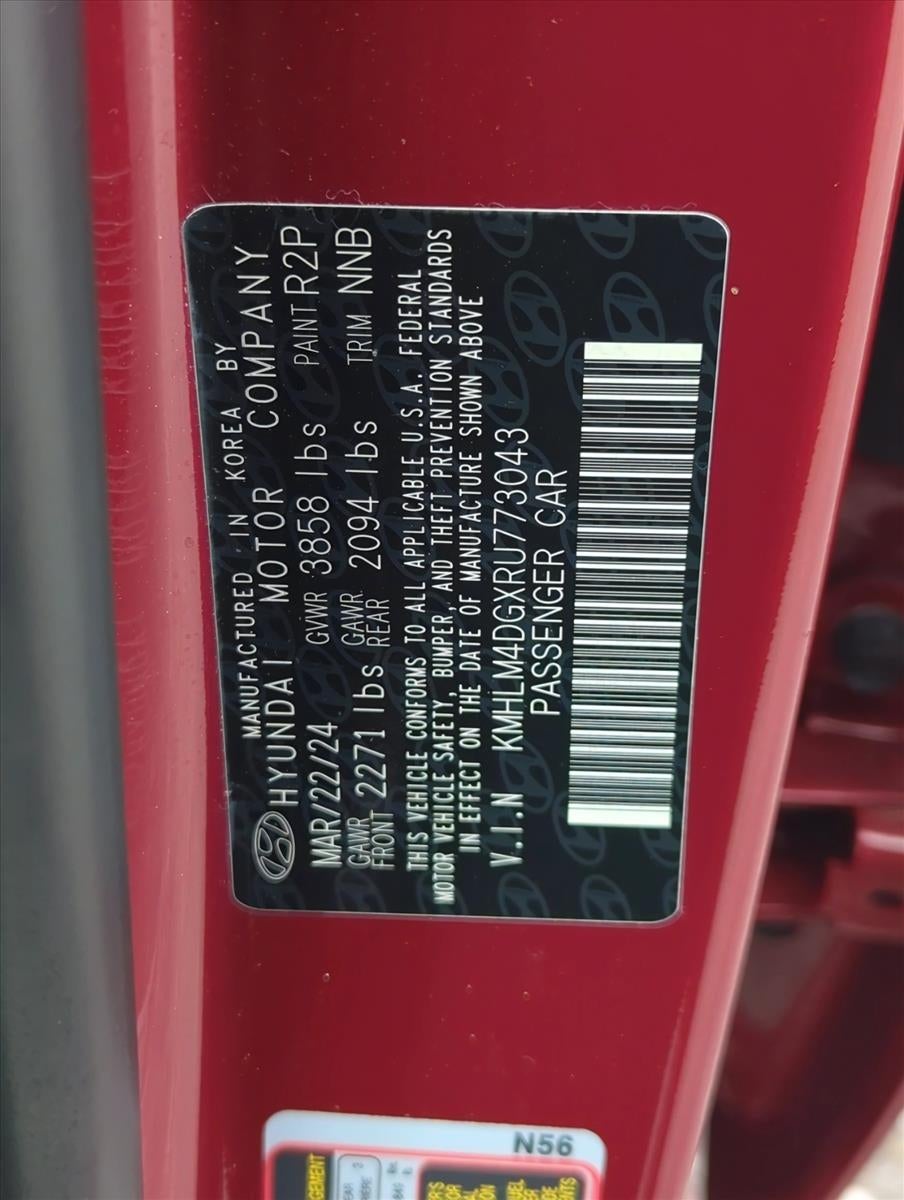 MANUFACTURED IN KOREA BY
HYUNDAI MOTOR COMPANY
MAR/22/24 GVWR 3858 lbs PAINT R2P
GAWR FRONT 2271 lbs GAWR REAR 2094 lbs TRIM NNB
THIS VEHICLE CONFORMS TO ALL APPLICABLE U.S.A. FEDERAL
MOTOR VEHICLE SAFETY, BUMPER, AND THEFT PREVENTION STANDARDS
IN EFFECT ON THE DATE OF MANUFACTURE SHOWN ABOVE
V.I.N KMHLM4DGXRU773043
PASSENGER CAR
N56